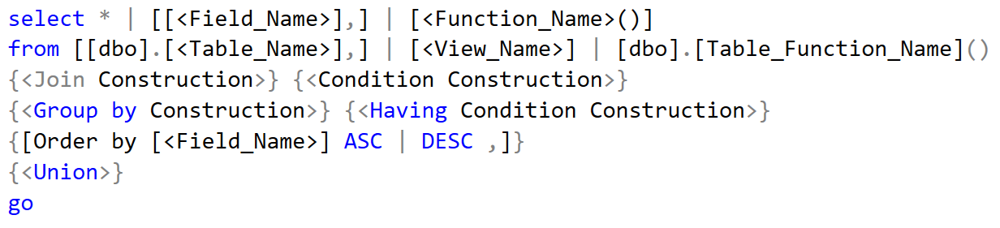 select * | [[<Field_Name>],] | [<Function_Name>()]
from [[dbo].[<Table_Name>],] | [<View_Name>] | [dbo].[Table_Function_Name]()
{<Join Construction>} {<Condition Construction>}
{<Group by Construction>} {<Having Condition Construction>}
{[Order by [<Field_Name>] ASC | DESC ,]}
{<Union>}
go